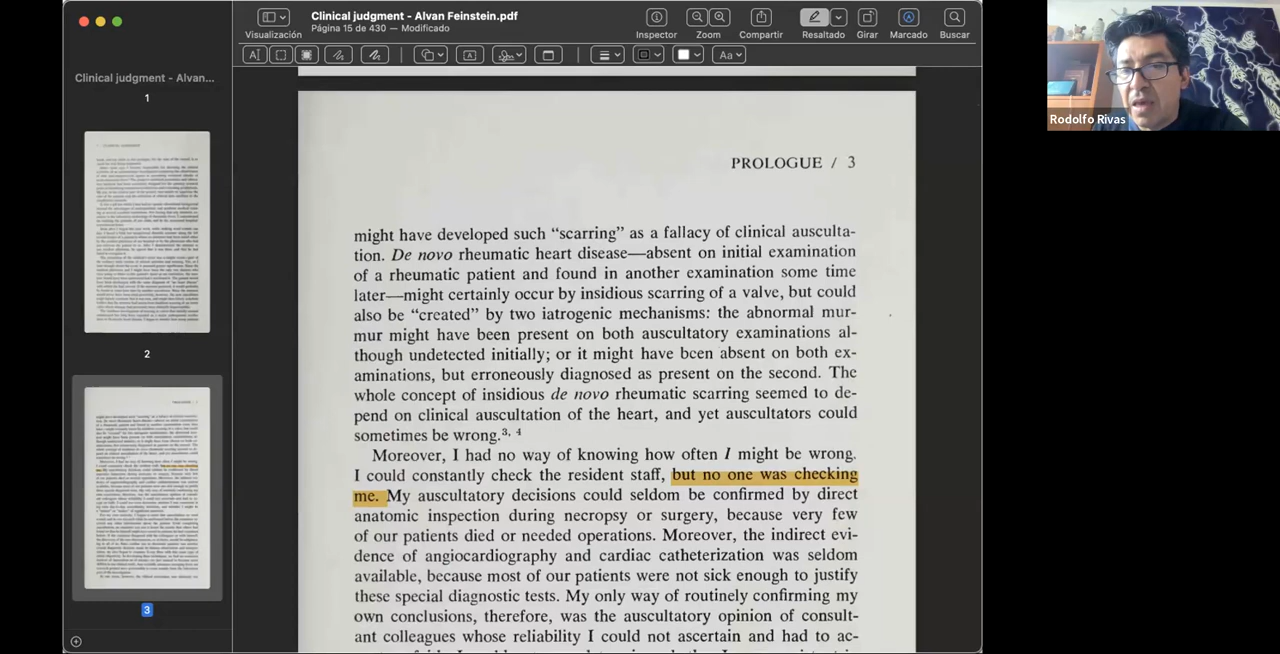 Clinical judgment - Alvan Feinstein.pdf
Página 15 de 430 — Modificado
Visualización
Inspector
Zoom
Compartir
Resaltado
Girar
Marcado
Buscar
Aa
Clinical judgment - Alvan...
1
2
3
PROLOGUE / 3
might have developed such “scarring” as a fallacy of clinical ausculta-
tion. De novo rheumatic heart disease—absent on initial examination
of a rheumatic patient and found in another examination some time
later—might certainly occur by insidious scarring of a valve, but could
also be “created” by two iatrogenic mechanisms: the abnormal mur-
mur might have been present on both auscultatory examinations al-
though undetected initially; or it might have been absent on both ex-
aminations, but erroneously diagnosed as present on the second. The
whole concept of insidious de novo rheumatic scarring seemed to de-
pend on clinical auscultation of the heart, and yet auscultators could
sometimes be wrong.3, 4
Moreover, I had no way of knowing how often I might be wrong.
I could constantly check the resident staff, but no one was checking
me. My auscultatory decisions could seldom be confirmed by direct
anatomic inspection during necropsy or surgery, because very few
of our patients died or needed operations. Moreover, the indirect evi-
dence of angiocardiography and cardiac catheterization was seldom
available, because most of our patients were not sick enough to justify
these special diagnostic tests. My only way of routinely confirming my
own conclusions, therefore, was the auscultatory opinion of consult-
ant colleagues whose reliability I could not ascertain and had to ac-
Rodolfo Rivas